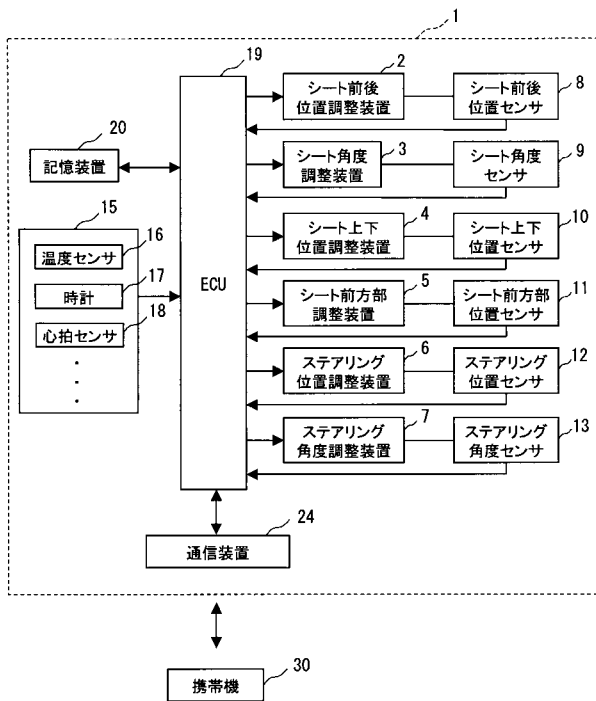 1
19
2
8
シート前後
位置調整装置
シート前後
位置センサ
20
記憶装置
3
9
シート角度
調整装置
シート角度
センサ
15
16
温度センサ
17
時計
18
心拍センサ
・
・
・
ECU
4
10
シート上下
位置調整装置
シート上下
位置センサ
5
11
シート前方部
調整装置
シート前方部
位置センサ
6
12
ステアリング
位置調整装置
ステアリング
位置センサ
7
13
ステアリング
角度調整装置
ステアリング
角度センサ
24
通信装置
30
携帯機